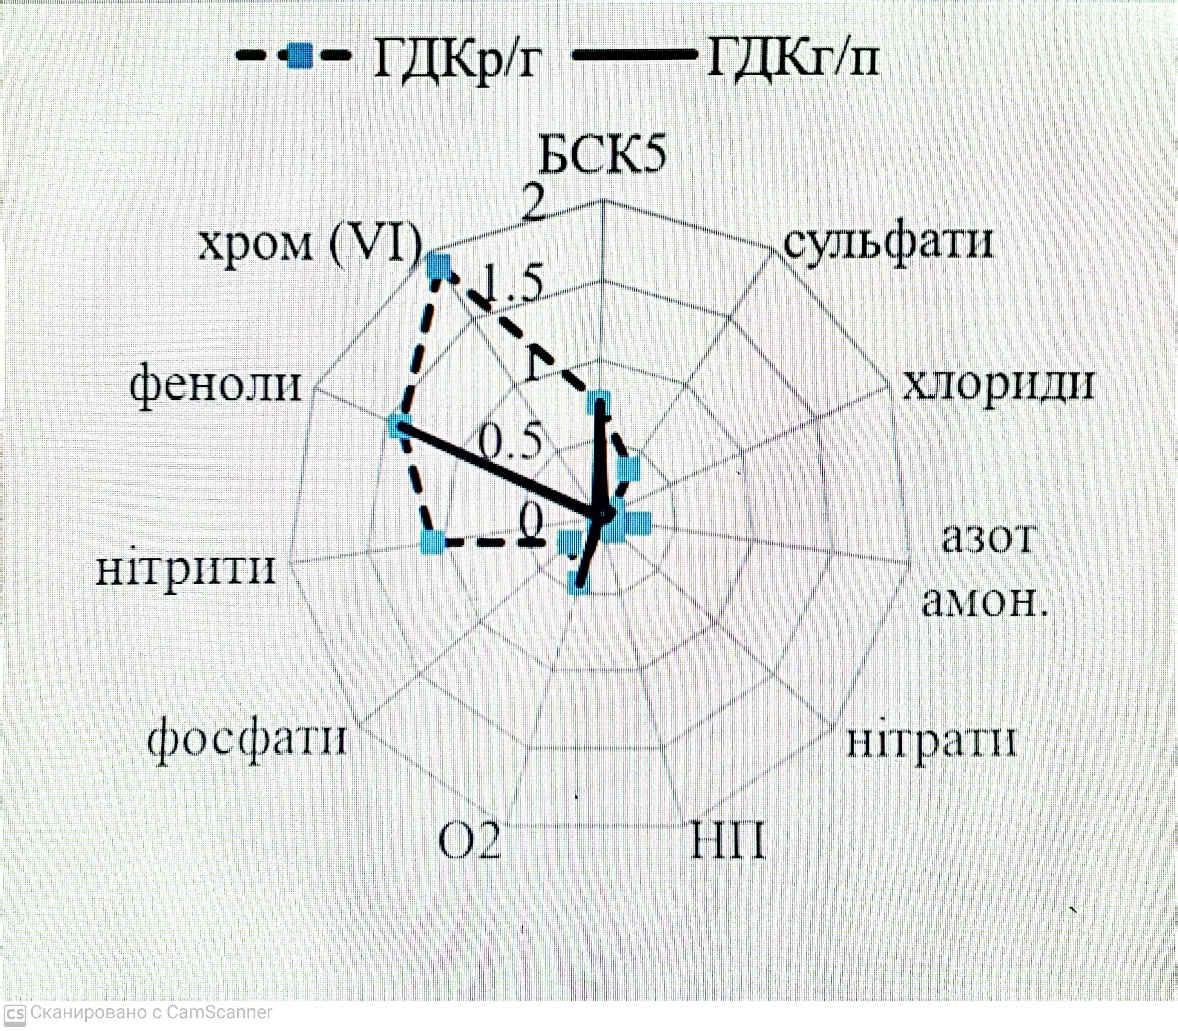 ГДКр/г ГДКг/п
БСК5
2
хром (VI)
сульфати
1.5
1
феноли
хлориди
0.5
0
азот
амон.
нітрити
фосфати
нітрати
О2
НП
CS Сканировано с CamScanner